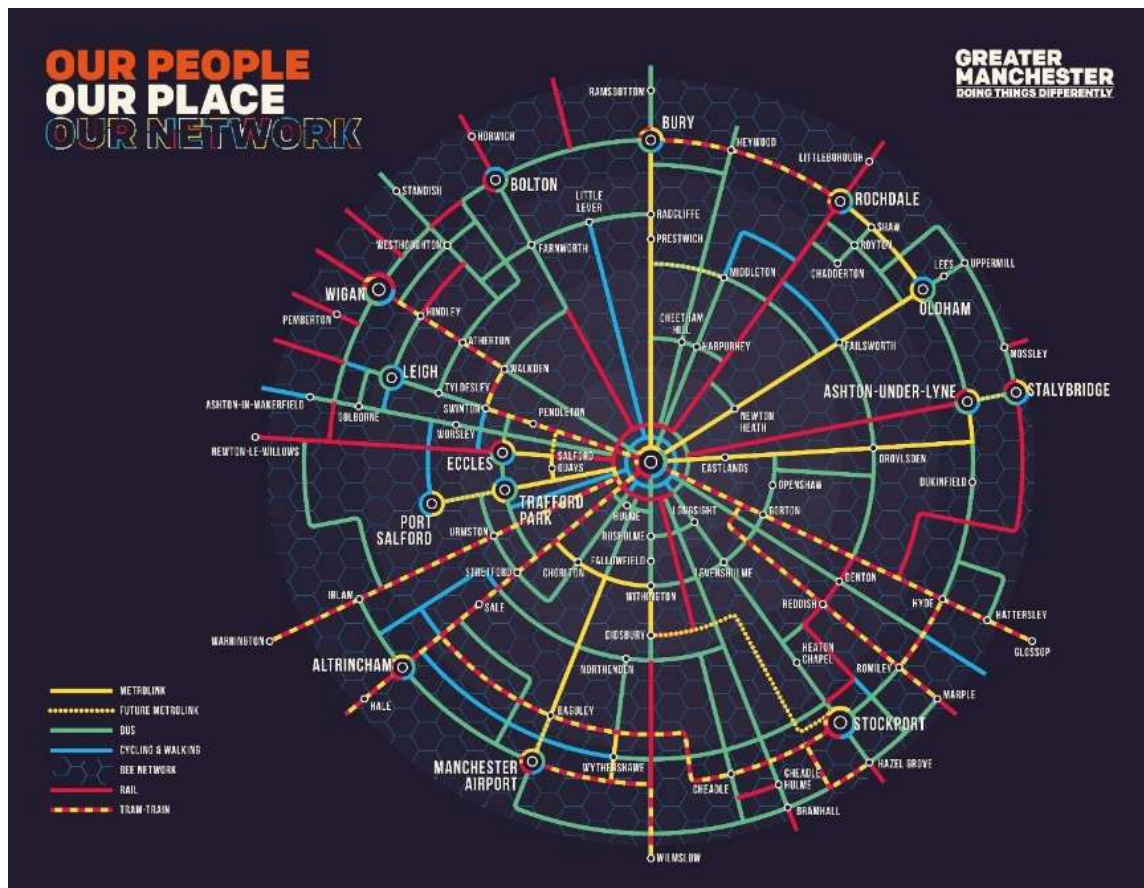 OUR PEOPLE
OUR PLACE
OUR NETWORK
GREATER
MANCHESTER
DOING THINGS DIFFERENTLY
RAMSBOTTOM
BURY
HEYWOOD
HORWICH
LITTLEBOROUGH
STANDISH
BOLTON
LITTLE
LEVER
ROCHDALE
RADCLIFFE
SHAW
WESTHOUGHTON
FARNWORTH
PRESTWICH
ROYTON
CHADDERTON
LEES
UPPERMILL
MIDDLETON
WIGAN
OLDHAM
PEMBERTON
HINDLEY
CHEETHAM
HILL
HARPURHEY
FAILSWORTH
ATHERTON
MOSSLEY
LEIGH
WALKDEN
TYLDESLEY
ASHTON-UNDER-LYNE
STALYBRIDGE
ASHTON-IN-MAKERFIELD
GOLBORNE
SWINTON
PENDLETON
NEWTON
HEATH
WORSLEY
NEWTON-LE-WILLOWS
ECCLES
SALFORD
QUAYS
EASTLANDS
DROYLSDEN
DUKINFIELD
OPENSHAW
TRAFFORD
PARK
PORT
SALFORD
HULME
LONGSIGHT
GORTON
URMSTON
RUSHOLME
FALLOWFIELD
STRETFORD
CHORLTON
LEVENSHULME
DENTON
WITHINGTON
IRLAM
SALE
REDDISH
HYDE
HATTERSLEY
WARRINGTON
DIDSBURY
GLOSSOP
ALTRINCHAM
NORTHENDEN
HEATON
CHAPEL
ROMILEY
HALE
MARPLE
BAGULEY
STOCKPORT
MANCHESTER
AIRPORT
WYTHENSHAWE
CHEADLE
CHEADLE
HULME
HAZEL GROVE
BRAMHALL
WILMSLOW
METROLINK
FUTURE METROLINK
BUS
CYCLING & WALKING
BEE NETWORK
RAIL
TRAM-TRAIN